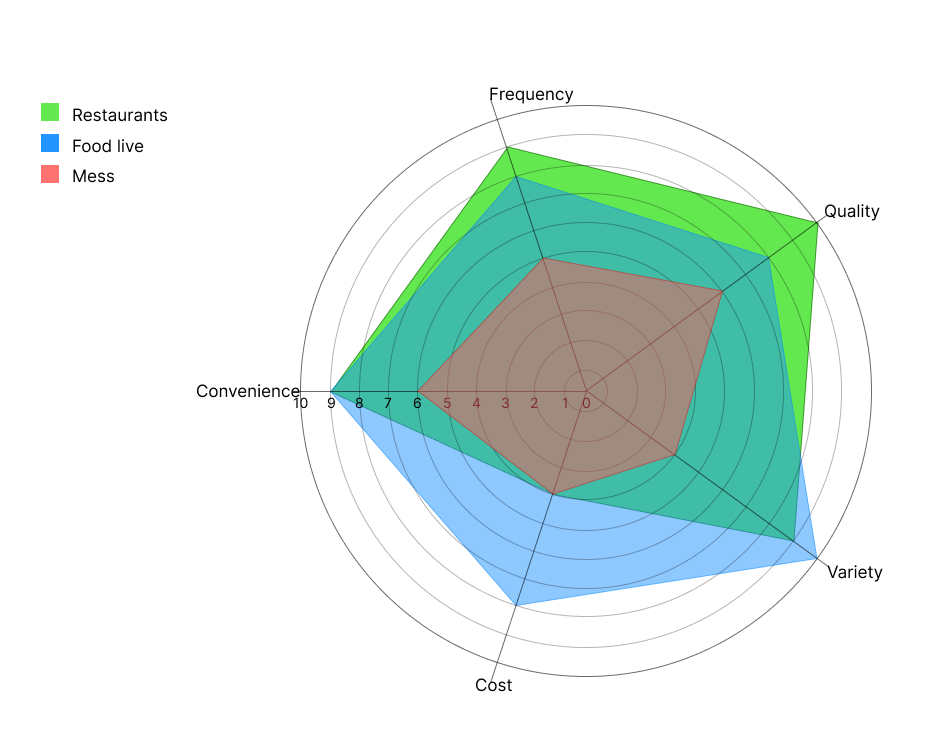 Frequency
Restaurants
Food live
Mess
Quality
Convenience
10 9 8 7 6 5 4 3 2 1 0
Variety
Cost